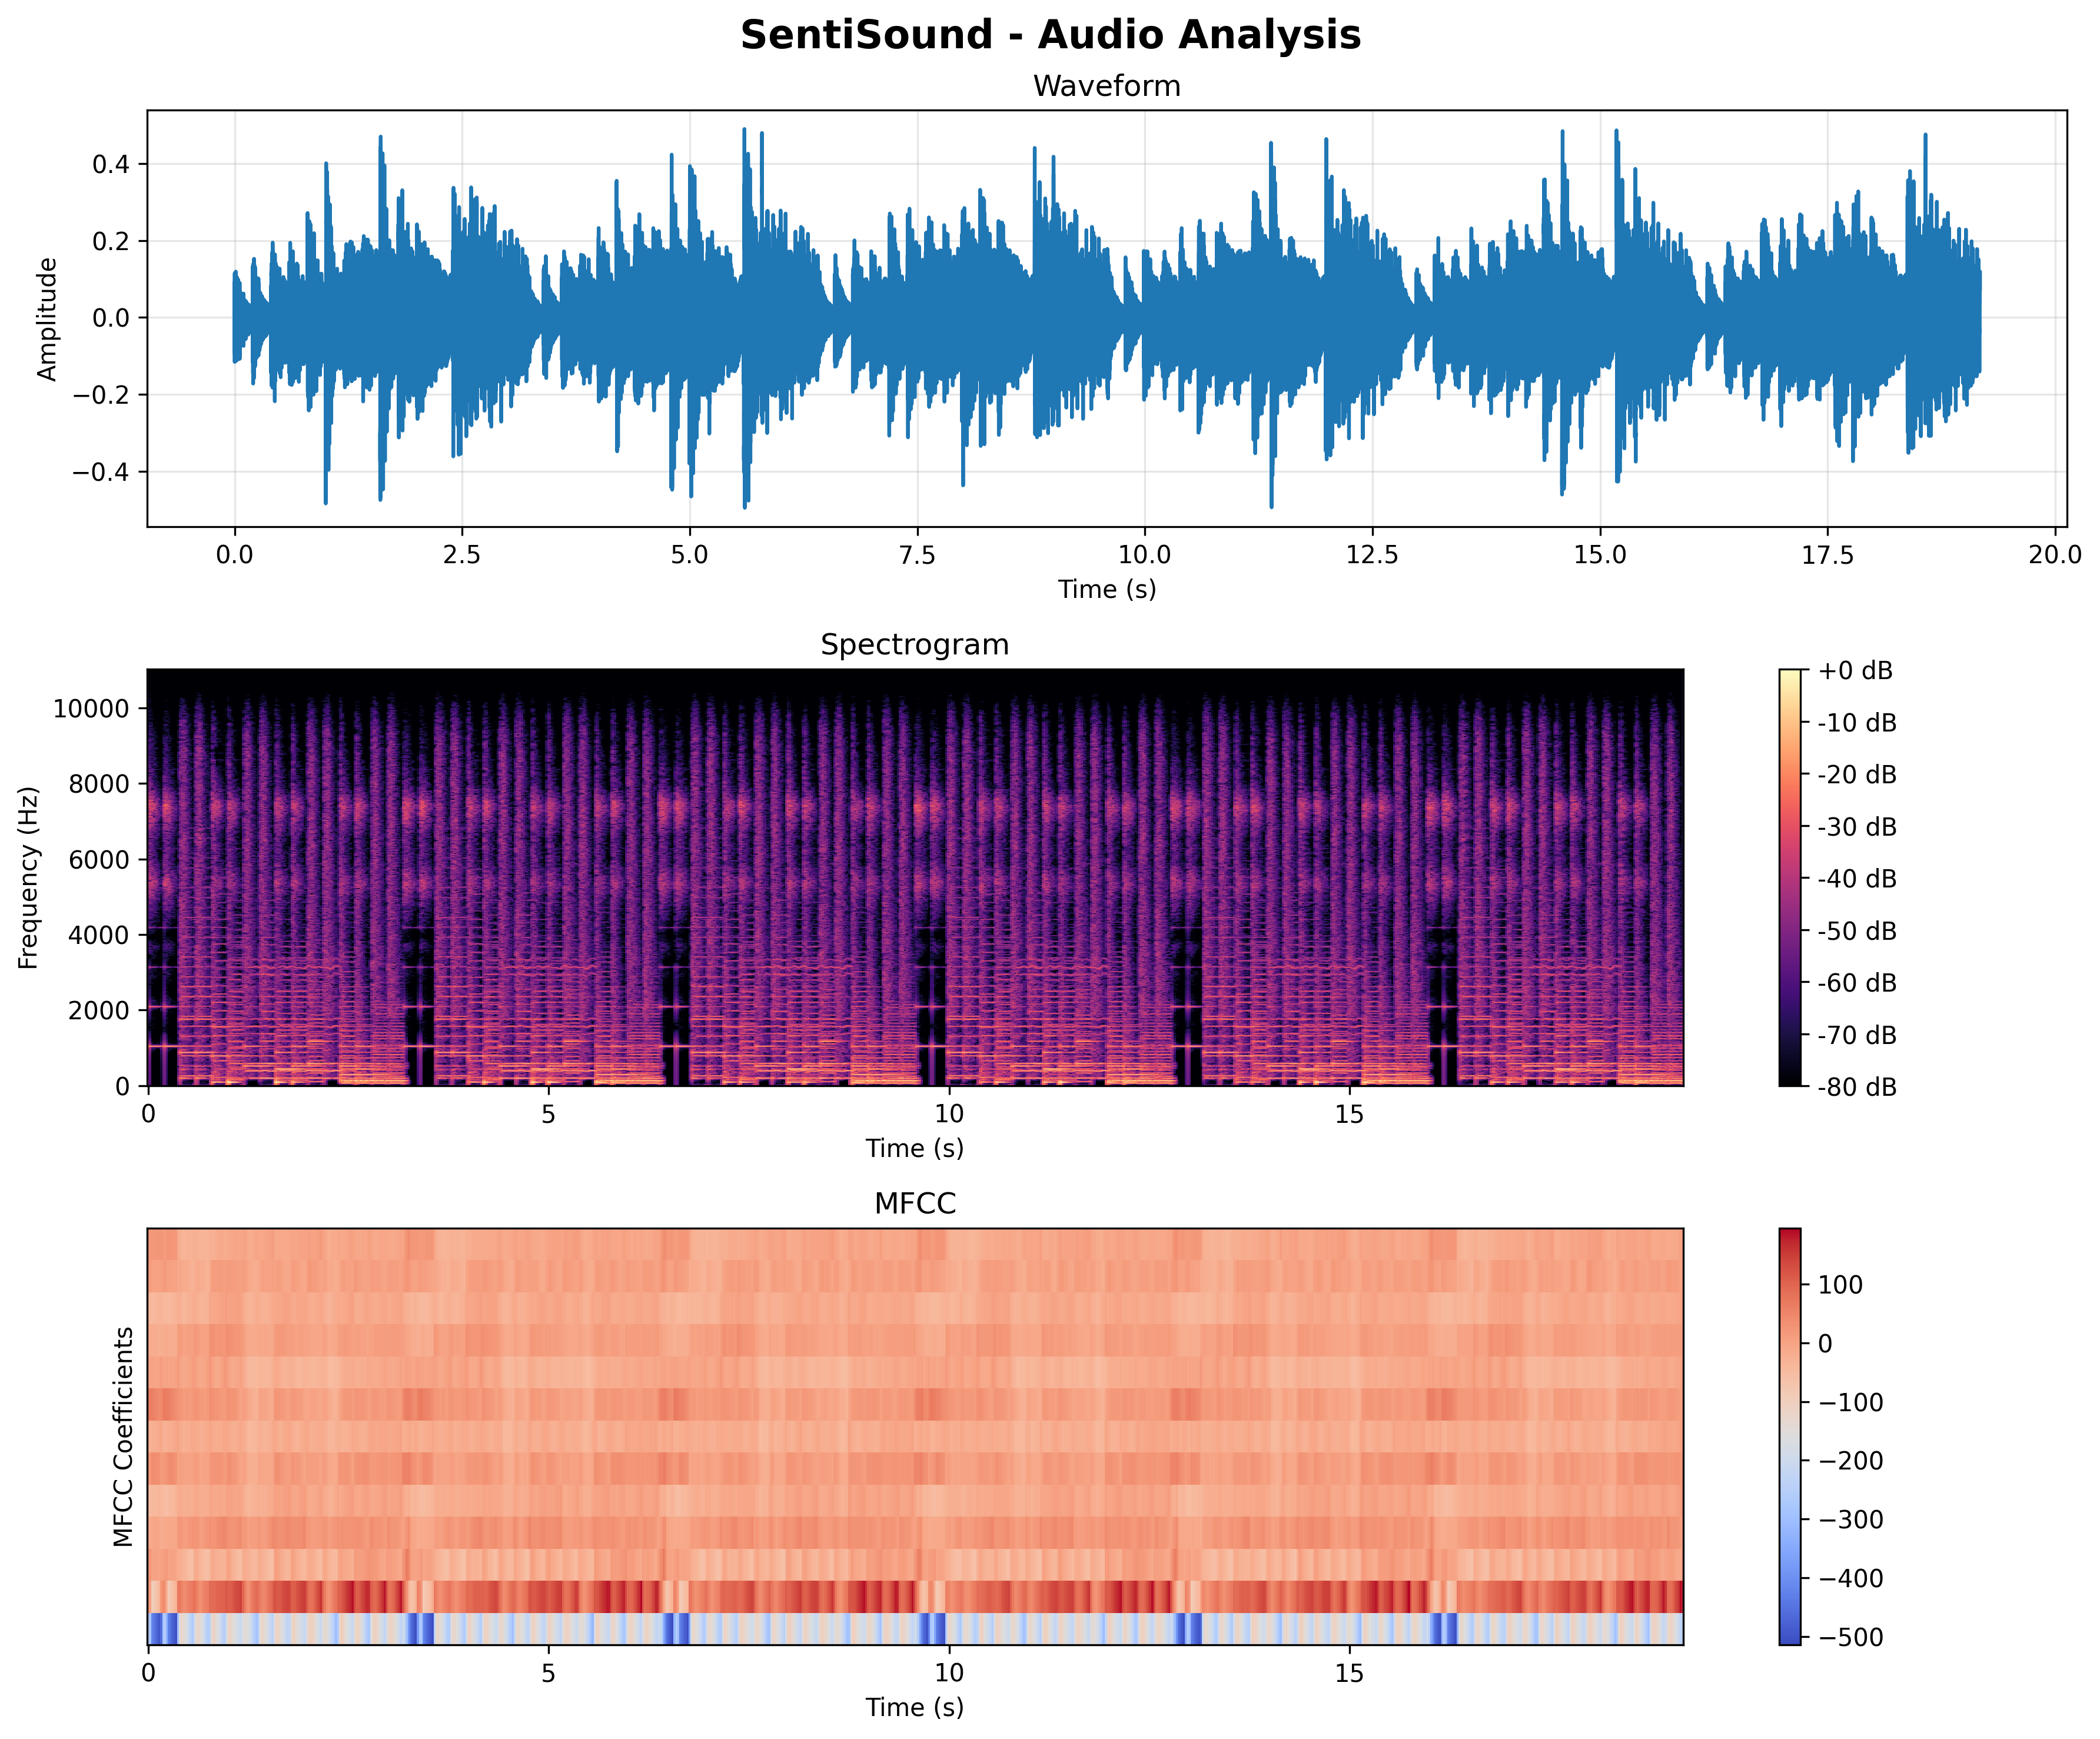 SentiSound - Audio Analysis
Waveform
Amplitude
0.4
0.2
0.0
−0.2
−0.4
0.0 2.5 5.0 7.5 10.0 12.5 15.0 17.5 20.0
Time (s)
Spectrogram
Frequency (Hz)
10000
8000
6000
4000
2000
0
0 5 10 15
Time (s)
+0 dB
-10 dB
-20 dB
-30 dB
-40 dB
-50 dB
-60 dB
-70 dB
-80 dB
MFCC
MFCC Coefficients
0 5 10 15
Time (s)
100
0
−100
−200
−300
−400
−500